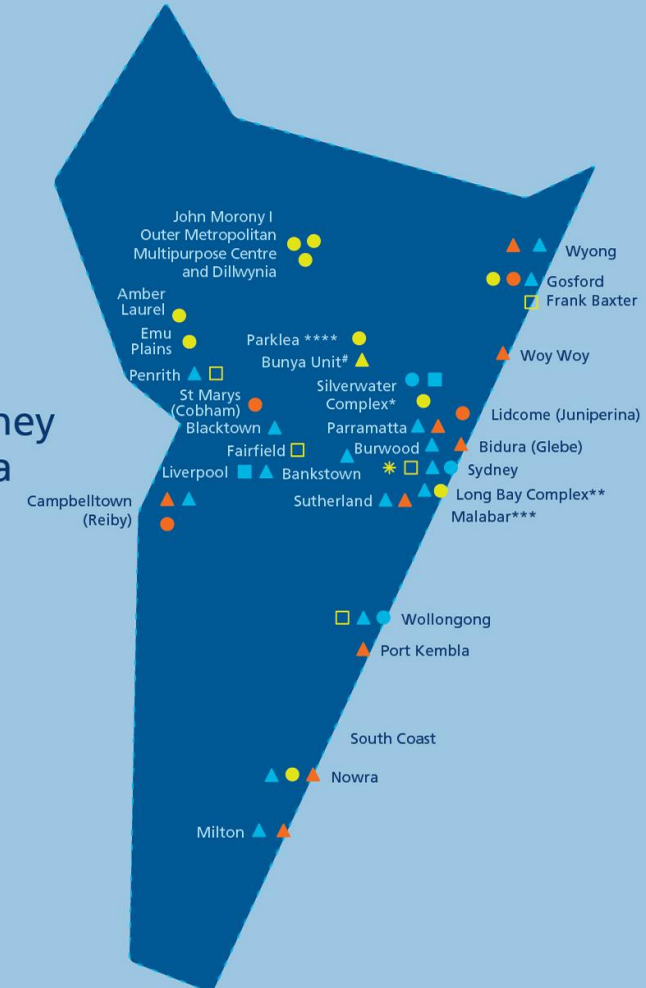 John Morony I
Outer Metropolitan
Multipurpose Centre
and Dillwynia
Wyong
Gosford
Frank Baxter
Amber
Laurel
Emu
Plains
Parklea ****
Bunya Unit#
Woy Woy
Penrith
Silverwater
Complex*
St Marys
(Cobham)
Lidcome (Juniperina)
Blacktown
Parramatta
Fairfield
Burwood
Bidura (Glebe)
Liverpool
Bankstown
Sydney
Campbelltown
(Reiby)
Sutherland
Long Bay Complex**
Malabar***
Wollongong
Port Kembla
South Coast
Nowra
Milton